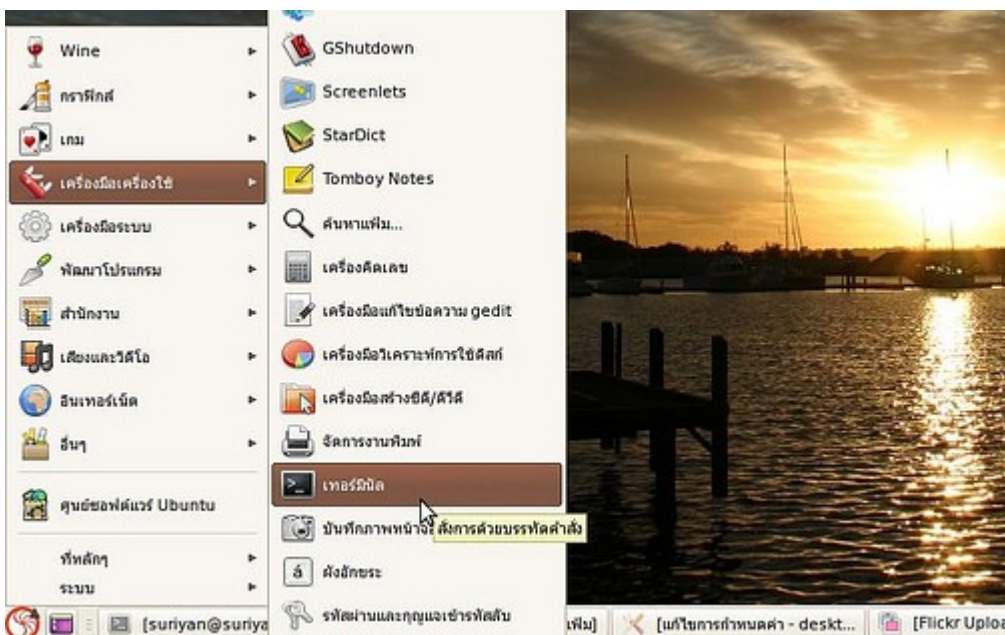 Wine
กราฟิกส์
เกม
เครื่องมือเครื่องใช้
เครื่องมือระบบ
พัฒนาโปรแกรม
สำนักงาน
เสียงและวิดีโอ
อินเทอร์เน็ต
อื่นๆ
ศูนย์ซอฟต์แวร์ Ubuntu
ที่หลักๆ
ระบบ
GShutdown
Screenlets
StarDict
Tomboy Notes
ค้นหาแฟ้ม...
เครื่องคิดเลข
เครื่องมือแก้ไขข้อความ gedit
เครื่องมือวิเคราะห์การใช้ดิสก์
เครื่องมือสร้างซีดี/ดีวีดี
จัดการงานพิมพ์
เทอร์มินัล
บันทึกภาพหน้าจอ
สั่งการด้วยบรรทัดคำสั่ง
ผังอักขระ
รหัสผ่านและกุญแจเข้ารหัสลับ
[suriyan@suriya
แฟ้ม]
[แก้ไขการกำหนดค่า - deskt...
[Flickr Uploa